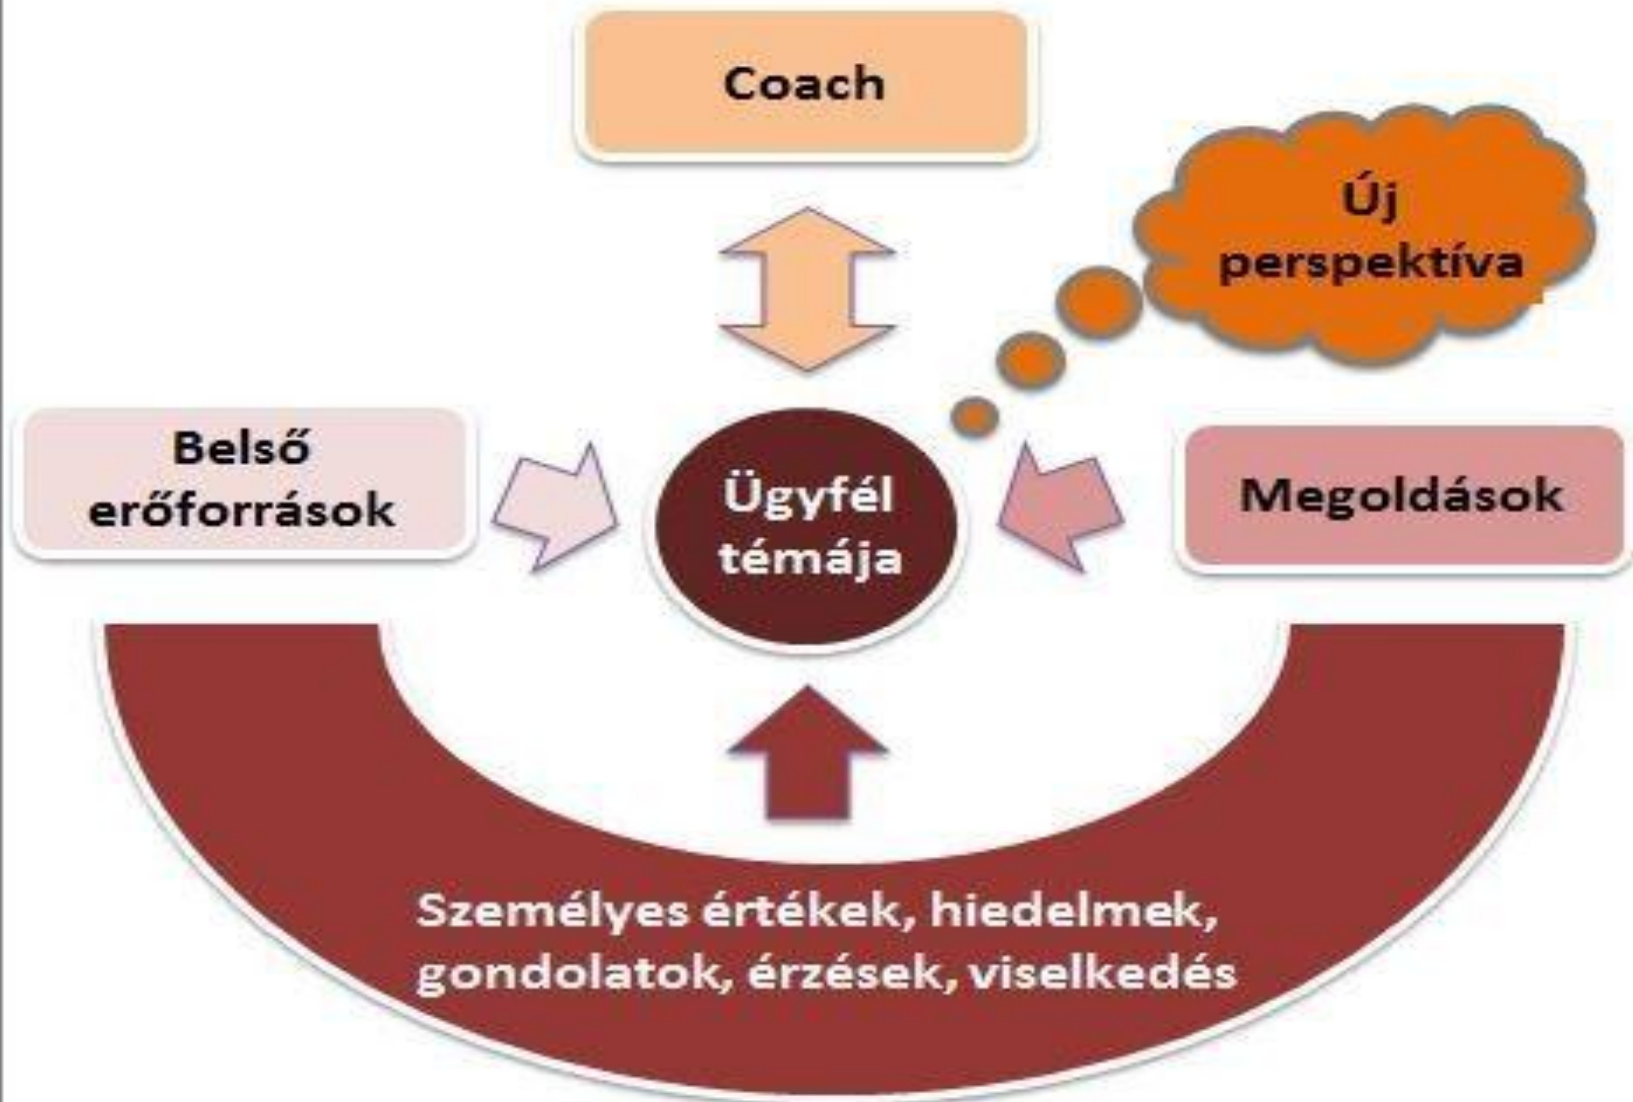 Coach
Új
perspektíva
Belső
erőforrások
Ügyfél
témája
Megoldások
Személyes értékek, hiedelmek,
gondolatok, érzések, viselkedés